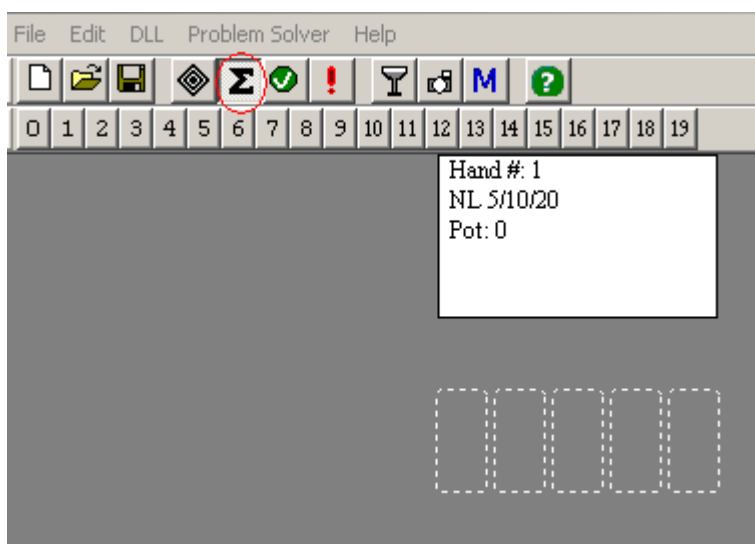 File Edit DLL Problem Solver Help
Σ ! M ?
0 1 2 3 4 5 6 7 8 9 10 11 12 13 14 15 16 17 18 19
Hand #: 1
NL 5/10/20
Pot: 0